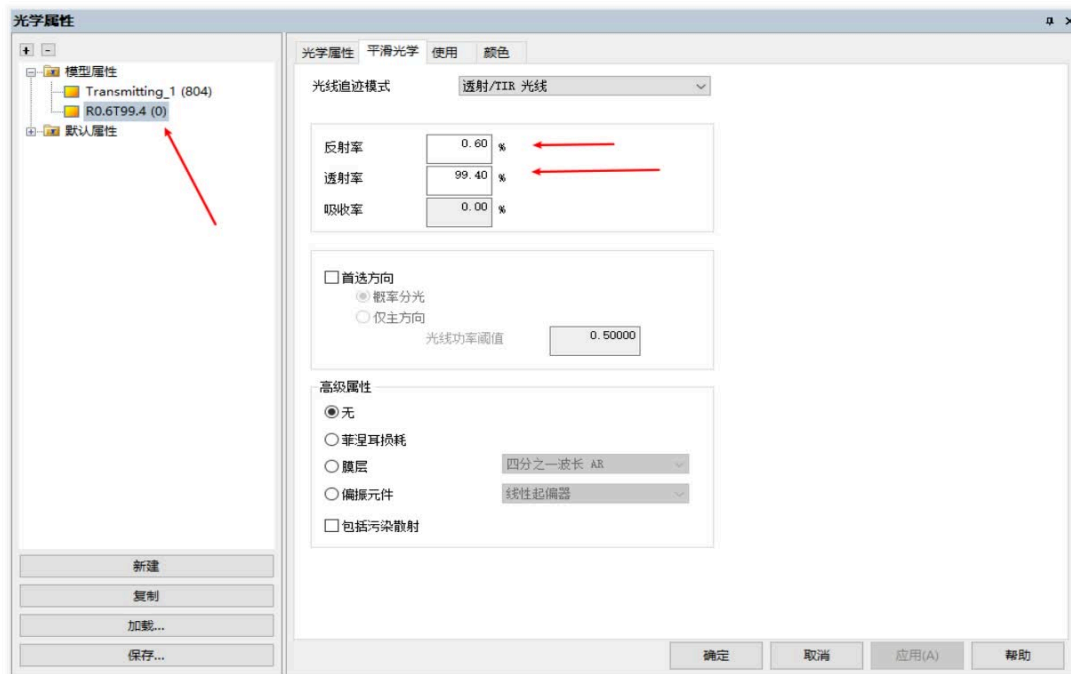 光学属性
模型属性
Transmitting_1 (804)
R0.6T99.4 (0)
默认属性
新建
复制
加载...
保存...
光学属性 平滑光学 使用 颜色
光线追迹模式 透射/TIR 光线
反射率 0.60 %
透射率 99.40 %
吸收率 0.00 %
首选方向
概率分光
仅主方向
光线功率阈值 0.50000
高级属性
无
菲涅耳损耗
膜层 四分之一波长 AR
偏振元件 线性起偏器
包括污染散射
确定 取消 应用(A) 帮助